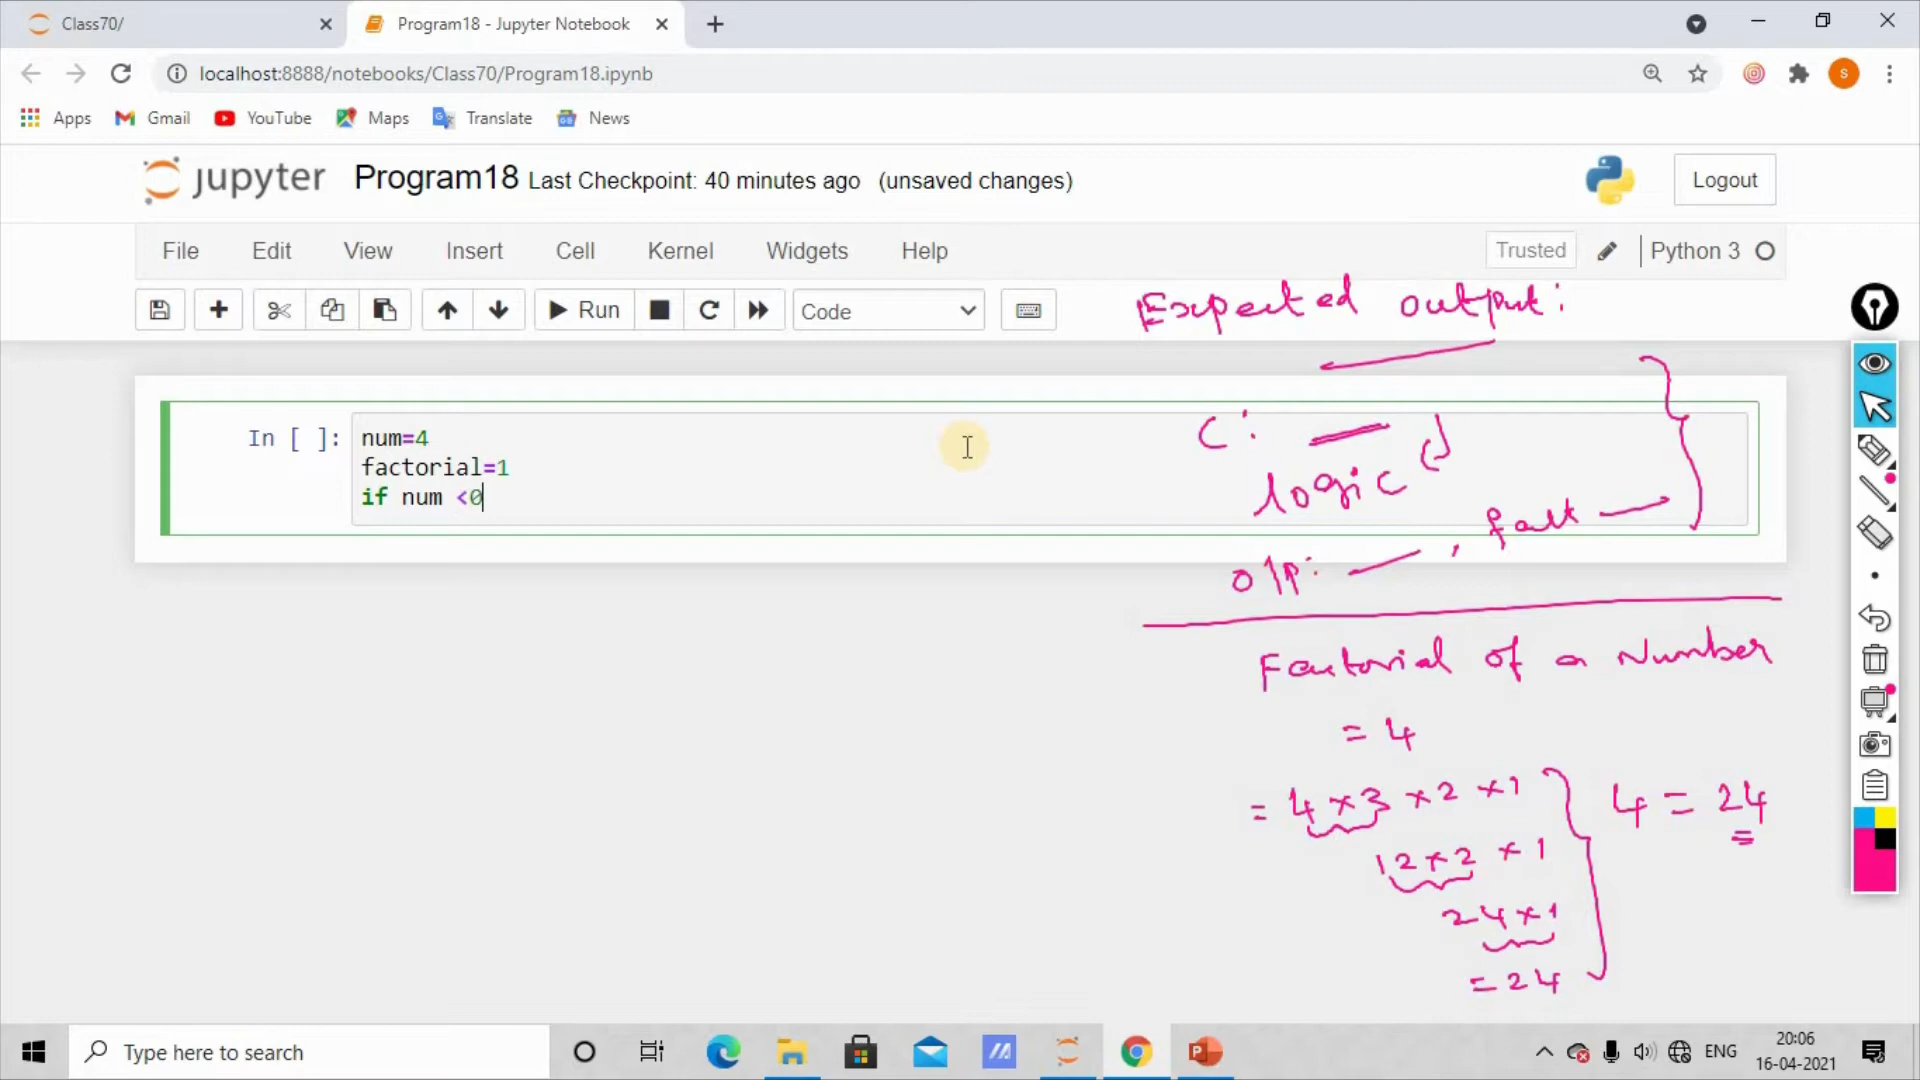 Class70/
Program18 - Jupyter Notebook
localhost:8888/notebooks/Class70/Program18.ipynb
S
Apps Gmail YouTube Maps Translate News
jupyter Program18 Last Checkpoint: 40 minutes ago (unsaved changes)
Logout
File Edit View Insert Cell Kernel Widgets Help
Trusted
Python 3
Run
Code
Expected output:
In [ ]:
num=4
factorial=1
if num <0
C:
logic
o/p: ,
Factorial of a Number
= 4
= 4 x 3 x 2 x 1
4 = 24
12 x 2 x 1
24 x 1
= 24
Type here to search
ENG
20:06
16-04-2021